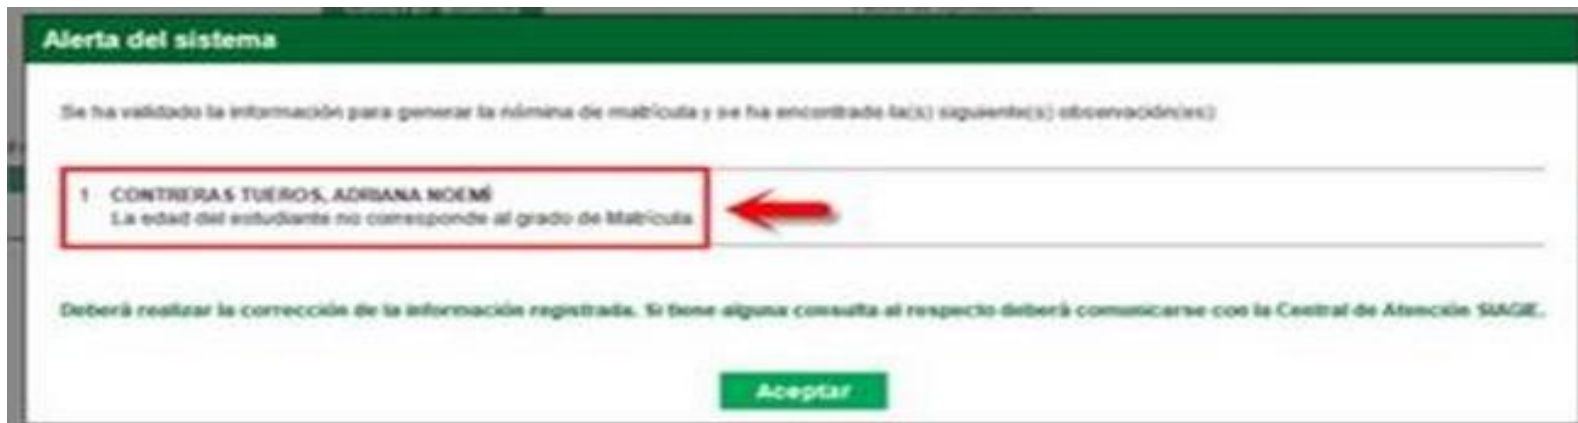 Alerta del sistema
Se ha validado la información para generar la nómina de matrícula y se ha encontrado la(s) siguiente(s) observación(es)
1 CONTRERAS TUEROS, ADRIANA NOEMÍ
La edad del estudiante no corresponde al grado de Matrícula
Deberá realizar la corrección de la información registrada. Si tiene alguna consulta al respecto deberá comunicarse con la Central de Atención SIAGIE.
Aceptar